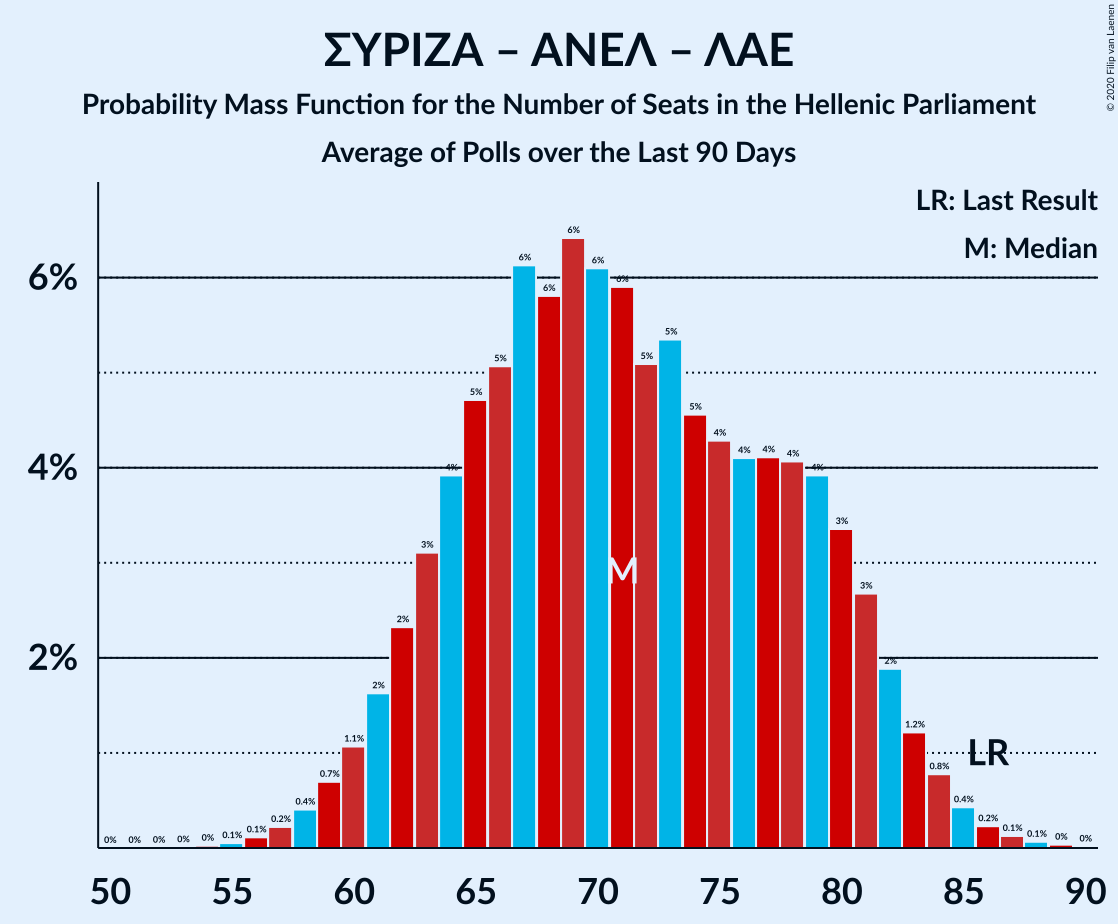 ΣΥΡΙΖΑ – ΑΝΕΛ – ΛΑΕ
Probability Mass Function for the Number of Seats in the Hellenic Parliament
Average of Polls over the Last 90 Days
© 2020 Filip van Laenen
LR: Last Result
M: Median
6%
4%
2%
0% 0% 0% 0% 0% 0.1% 0.1% 0.2% 0.4% 0.7% 1.1% 2% 2% 3% 4% 5% 5% 6% 6% 6% 6% 6% 5% 5% 5% 4% 4% 4% 4% 4% 3% 3% 2% 1.2% 0.8% 0.4% 0.2% 0.1% 0.1% 0% 0%
M
LR
50 55 60 65 70 75 80 85 90